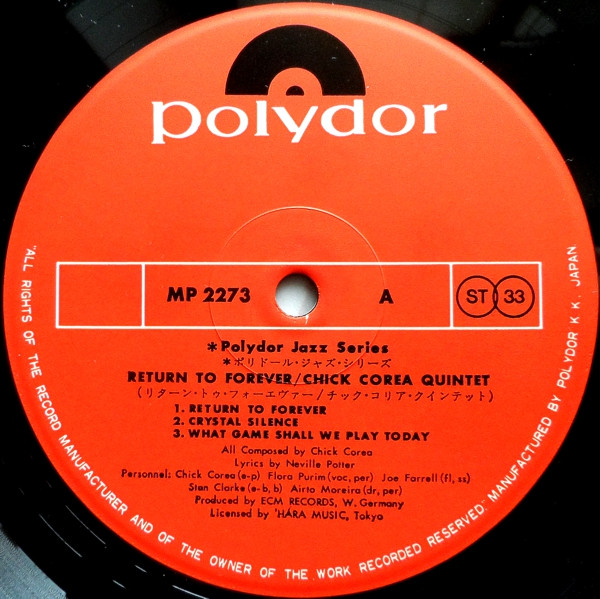 polydor
MP 2273
A
ST 33
*Polydor Jazz Series
*ポリドール・ジャズ・シリーズ
RETURN TO FOREVER/CHICK COREA QUINTET
(リターン・トゥ・フォーエヴァー/チック・コリア・クインテット)
1. RETURN TO FOREVER
2. CRYSTAL SILENCE
3. WHAT GAME SHALL WE PLAY TODAY
All Composed by Chick Corea
Lyrics by Neville Potter
Personnel: Chick Corea(e-p) Flora Purim(voc, per) Joe Farrell(fl, ss)
Stan Clarke(e-b, b) Airto Moreira(dr, per)
Produced by ECM RECORDS, W. Germany
Licensed by 'HÁRA MUSIC, Tokyo
"ALL RIGHTS OF THE RECORD MANUFACTURER AND OF THE OWNER OF THE WORK RECORDED RESERVED" MANUFACTURED BY POLYDOR K. K. JAPAN